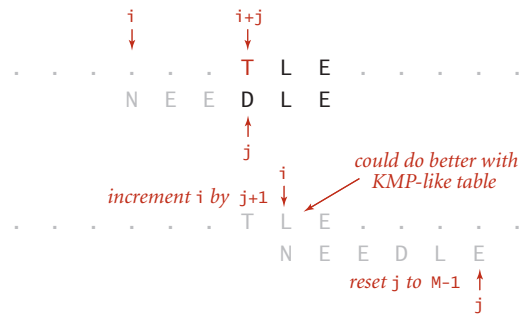 i i+j
. . . . . . T L E . . . . .
N E E D L E
j
could do better with
KMP-like table
i
increment i by j+1
. . . . . . T L E . . . . .
N E E D L E
reset j to M-1
j